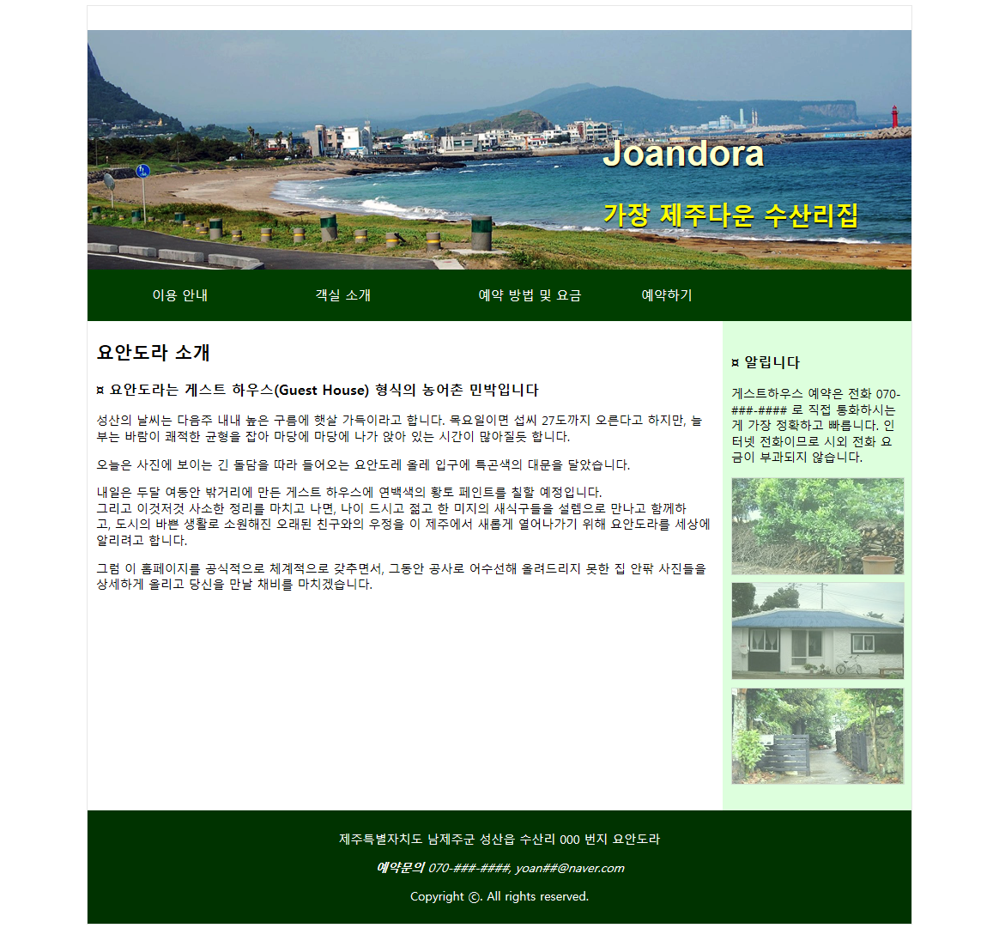 Joandora
가장 제주다운 수산리집
이용 안내 객실 소개 예약 방법 및 요금 예약하기
요안도라 소개
¤ 요안도라는 게스트 하우스(Guest House) 형식의 농어촌 민박입니다
성산의 날씨는 다음주 내내 높은 구름에 햇살 가득이라고 합니다. 목요일이면 섭씨 27도까지 오른다고 하지만, 늘
부는 바람이 쾌적한 균형을 잡아 마당에 마당에 나가 앉아 있는 시간이 많아질듯 합니다.
오늘은 사진에 보이는 긴 돌담을 따라 들어오는 요안도레 올레 입구에 특곤색의 대문을 달았습니다.
내일은 두달 여동안 밖거리에 만든 게스트 하우스에 연백색의 황토 페인트를 칠할 예정입니다.
그리고 이것저것 사소한 정리를 마치고 나면, 나이 드시고 젊고 한 미지의 새식구들을 설렘으로 만나고 함께하
고, 도시의 바쁜 생활로 소원해진 오래된 친구와의 우정을 이 제주에서 새롭게 열어나가기 위해 요안도라를 세상에
알리려고 합니다.
그럼 이 홈페이지를 공식적으로 체계적으로 갖추면서, 그동안 공사로 어수선해 올려드리지 못한 집 안팎 사진들을
상세하게 올리고 당신을 만날 채비를 마치겠습니다.
¤ 알립니다
게스트하우스 예약은 전화 070-
###-#### 로 직접 통화하시는
게 가장 정확하고 빠릅니다. 인
터넷 전화이므로 시외 전화 요
금이 부과되지 않습니다.
제주특별자치도 남제주군 성산읍 수산리 000 번지 요안도라
예약문의 070-###-####, yoan##@naver.com
Copyright ⓒ. All rights reserved.